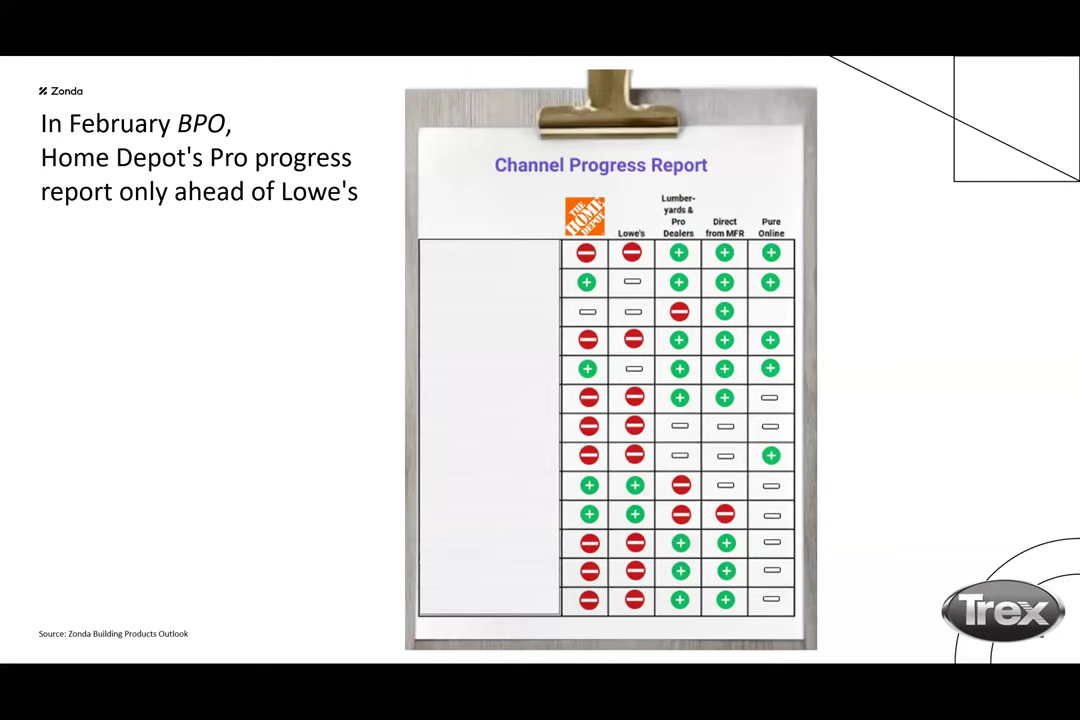 Zonda
In February BPO,
Home Depot's Pro progress
report only ahead of Lowe's
Channel Progress Report
THE
HOME
DEPOT
Lowe's
Lumber-
yards &
Pro
Dealers
Direct
from MFR
Pure
Online
Source: Zonda Building Products Outlook
Trex